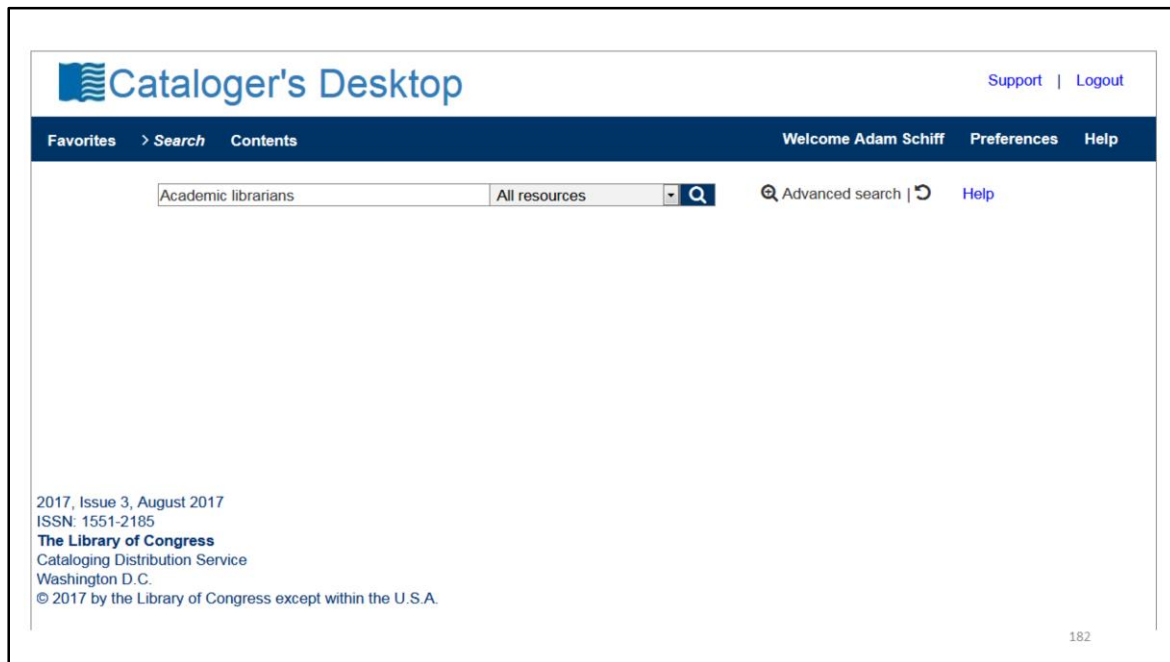 Cataloger's Desktop
Support | Logout
Favorites > Search Contents Welcome Adam Schiff Preferences Help
Academic librarians All resources Advanced search | Help
2017, Issue 3, August 2017
ISSN: 1551-2185
The Library of Congress
Cataloging Distribution Service
Washington D.C.
© 2017 by the Library of Congress except within the U.S.A.
182